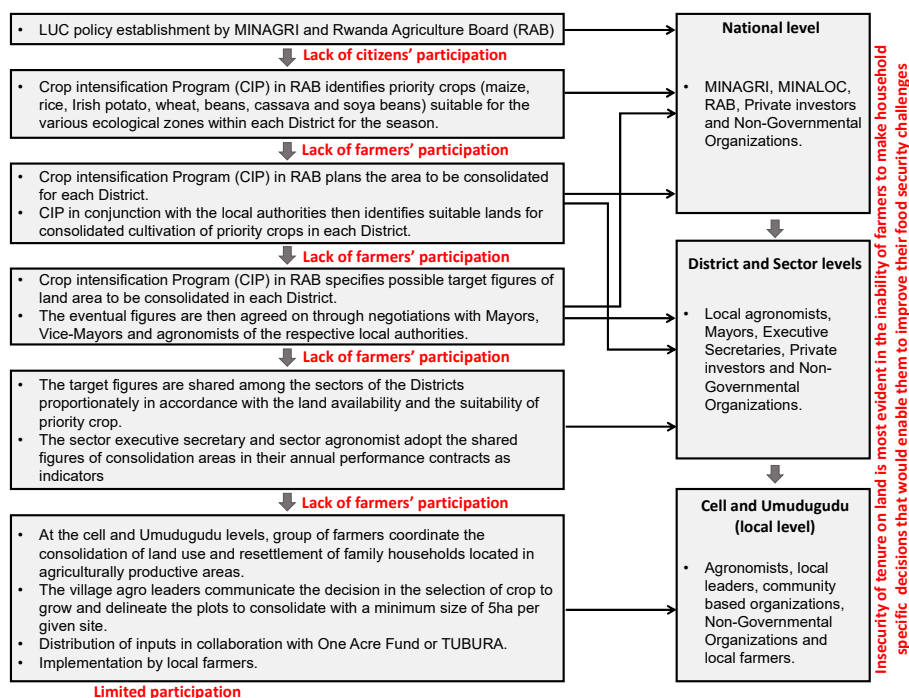 • LUC policy establishment by MINAGRI and Rwanda Agriculture Board (RAB)
Lack of citizens’ participation
• Crop intensification Program (CIP) in RAB identifies priority crops (maize,
rice, Irish potato, wheat, beans, cassava and soya beans) suitable for the
various ecological zones within each District for the season.
Lack of farmers’ participation
• Crop intensification Program (CIP) in RAB plans the area to be consolidated
for each District.
• CIP in conjunction with the local authorities then identifies suitable lands for
consolidated cultivation of priority crops in each District.
Lack of farmers’ participation
• Crop intensification Program (CIP) in RAB specifies possible target figures of
land area to be consolidated in each District.
• The eventual figures are then agreed on through negotiations with Mayors,
Vice-Mayors and agronomists of the respective local authorities.
Lack of farmers’ participation
• The target figures are shared among the sectors of the Districts
proportionately in accordance with the land availability and the suitability of
priority crop.
• The sector executive secretary and sector agronomist adopt the shared
figures of consolidation areas in their annual performance contracts as
indicators
Lack of farmers’ participation
• At the cell and Umudugudu levels, group of farmers coordinate the
consolidation of land use and resettlement of family households located in
agriculturally productive areas.
• The village agro leaders communicate the decision in the selection of crop to
grow and delineate the plots to consolidate with a minimum size of 5ha per
given site.
• Distribution of inputs in collaboration with One Acre Fund or TUBURA.
• Implementation by local farmers.
Limited participation
National level
• MINAGRI, MINALOC,
RAB, Private investors
and Non-Governmental
Organizations.
District and Sector levels
• Local agronomists,
Mayors, Executive
Secretaries, Private
investors and Non-
Governmental
Organizations.
Cell and Umudugudu
(local level)
• Agronomists, local
leaders, community
based organizations,
Non-Governmental
Organizations and
local farmers.
Insecurity of tenure on land is most evident in the inability of farmers to make household
specific decisions that would enable them to improve their food security challenges